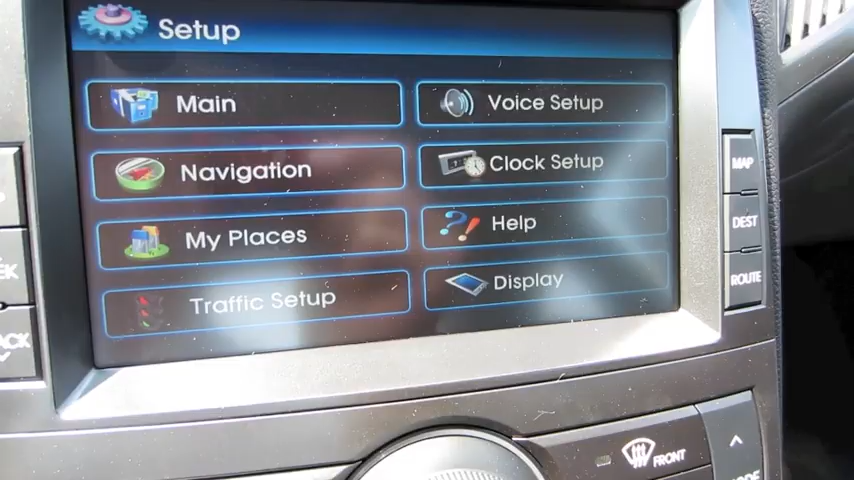 Setup
Main
Voice Setup
Navigation
Clock Setup
My Places
Help
Traffic Setup
Display
MAP
DEST
ROUTE
FRONT